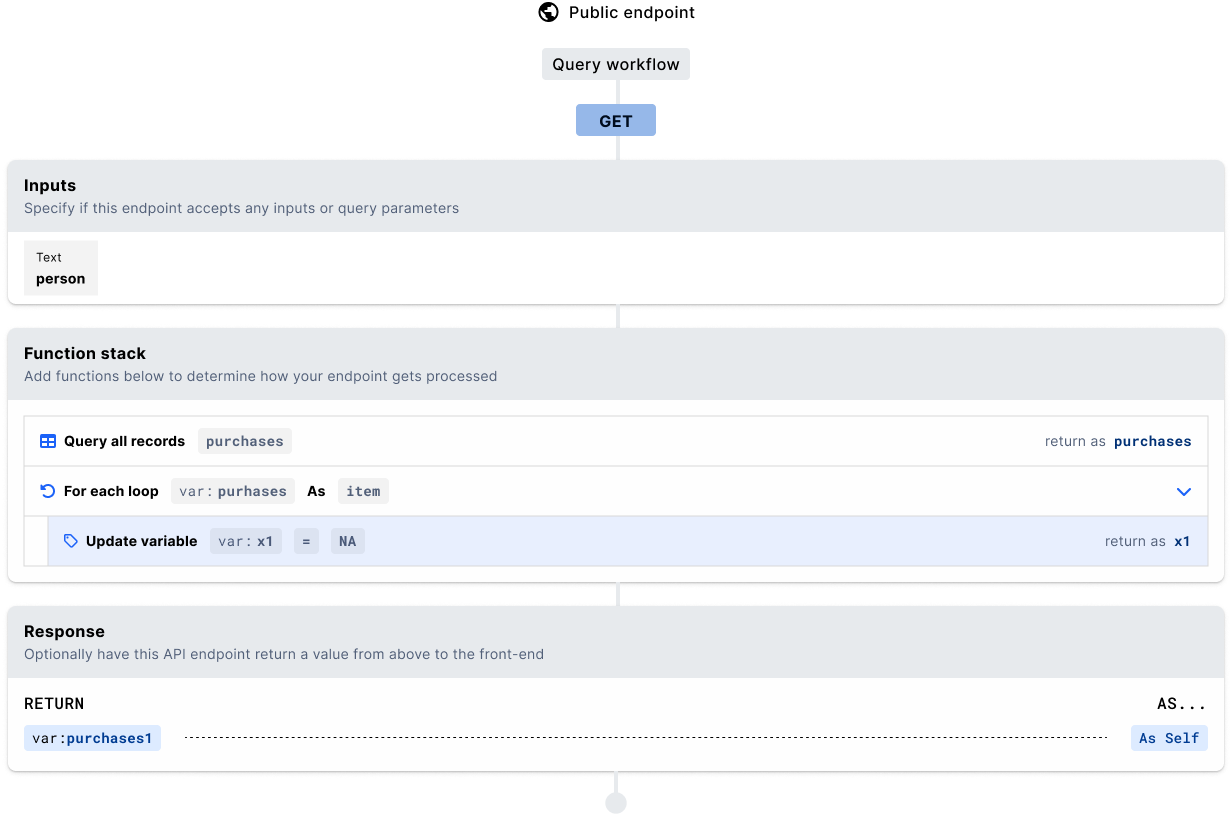 Public endpoint
Query workflow
GET
Inputs
Specify if this endpoint accepts any inputs or query parameters
Text
person
Function stack
Add functions below to determine how your endpoint gets processed
Query all records purchases return as purchases
For each loop var: purhases As item
Update variable var: x1 = NA return as x1
Response
Optionally have this API endpoint return a value from above to the front-end
RETURN AS...
var:purchases1 As Self